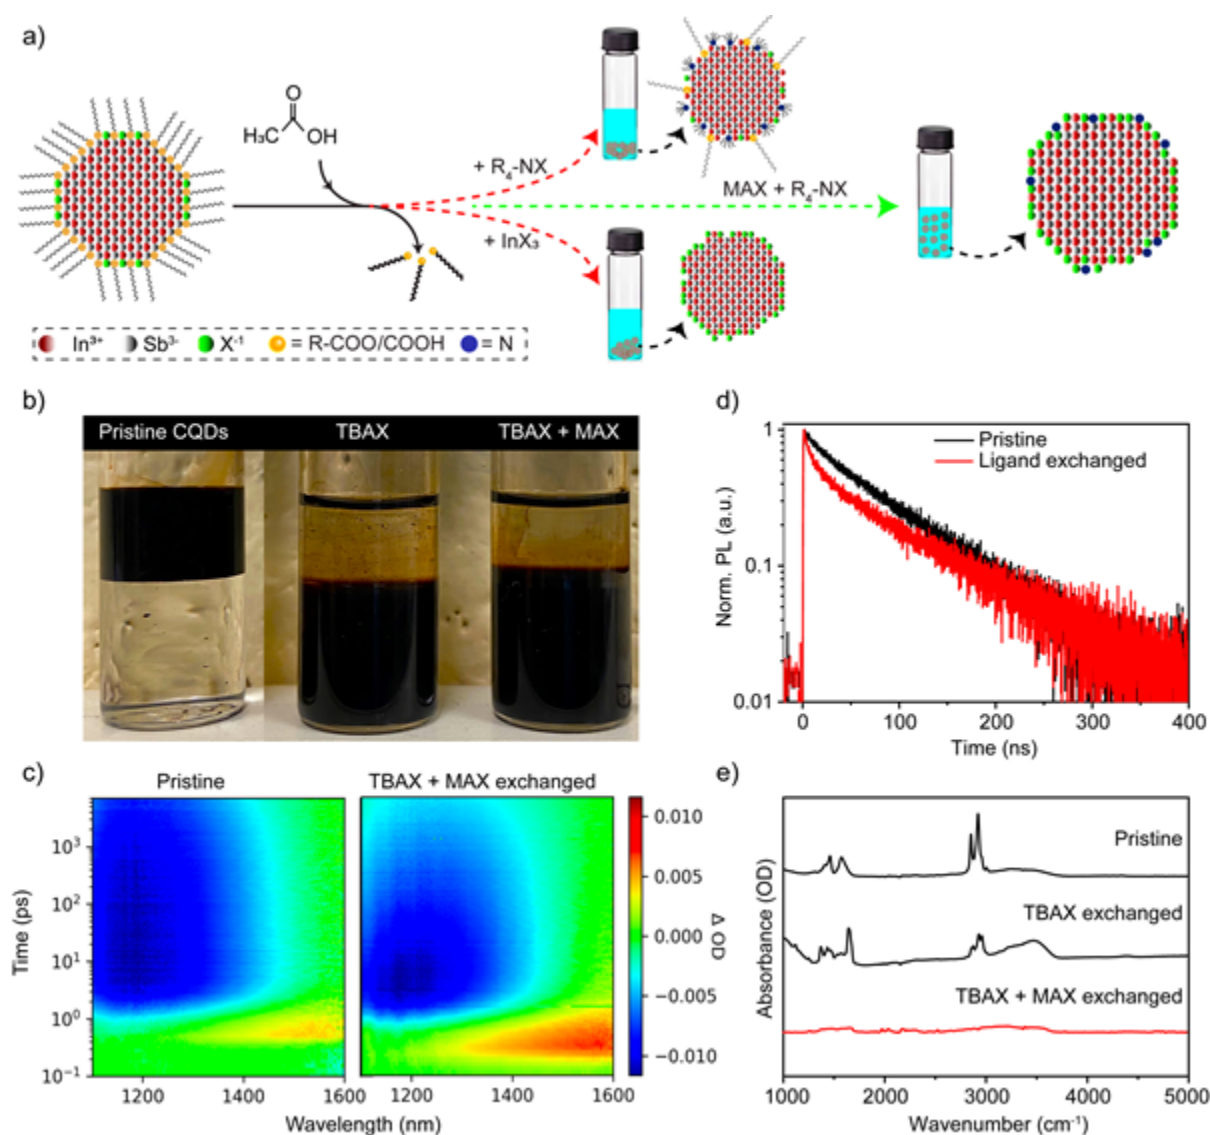 a)
O
H₃C
OH
+ R₄-NX
MAX + R₄-NX
+ InX₃
In³⁺ Sb³⁻ X⁻¹ = R-COO/COOH = N
b)
Pristine CQDs TBAX TBAX + MAX
d)
Norm. PL (a.u.)
1
0.1
0.01
Pristine
Ligand exchanged
0 100 200 300 400
Time (ns)
c)
Pristine TBAX + MAX exchanged
Time (ps)
10³
10²
10¹
10⁰
10⁻¹
1200 1400 1600 1200 1400 1600
Wavelength (nm)
0.010
0.005
0.000
−0.005
−0.010
Δ OD
e)
Absorbance (OD)
Pristine
TBAX exchanged
TBAX + MAX exchanged
1000 2000 3000 4000 5000
Wavenumber (cm⁻¹)